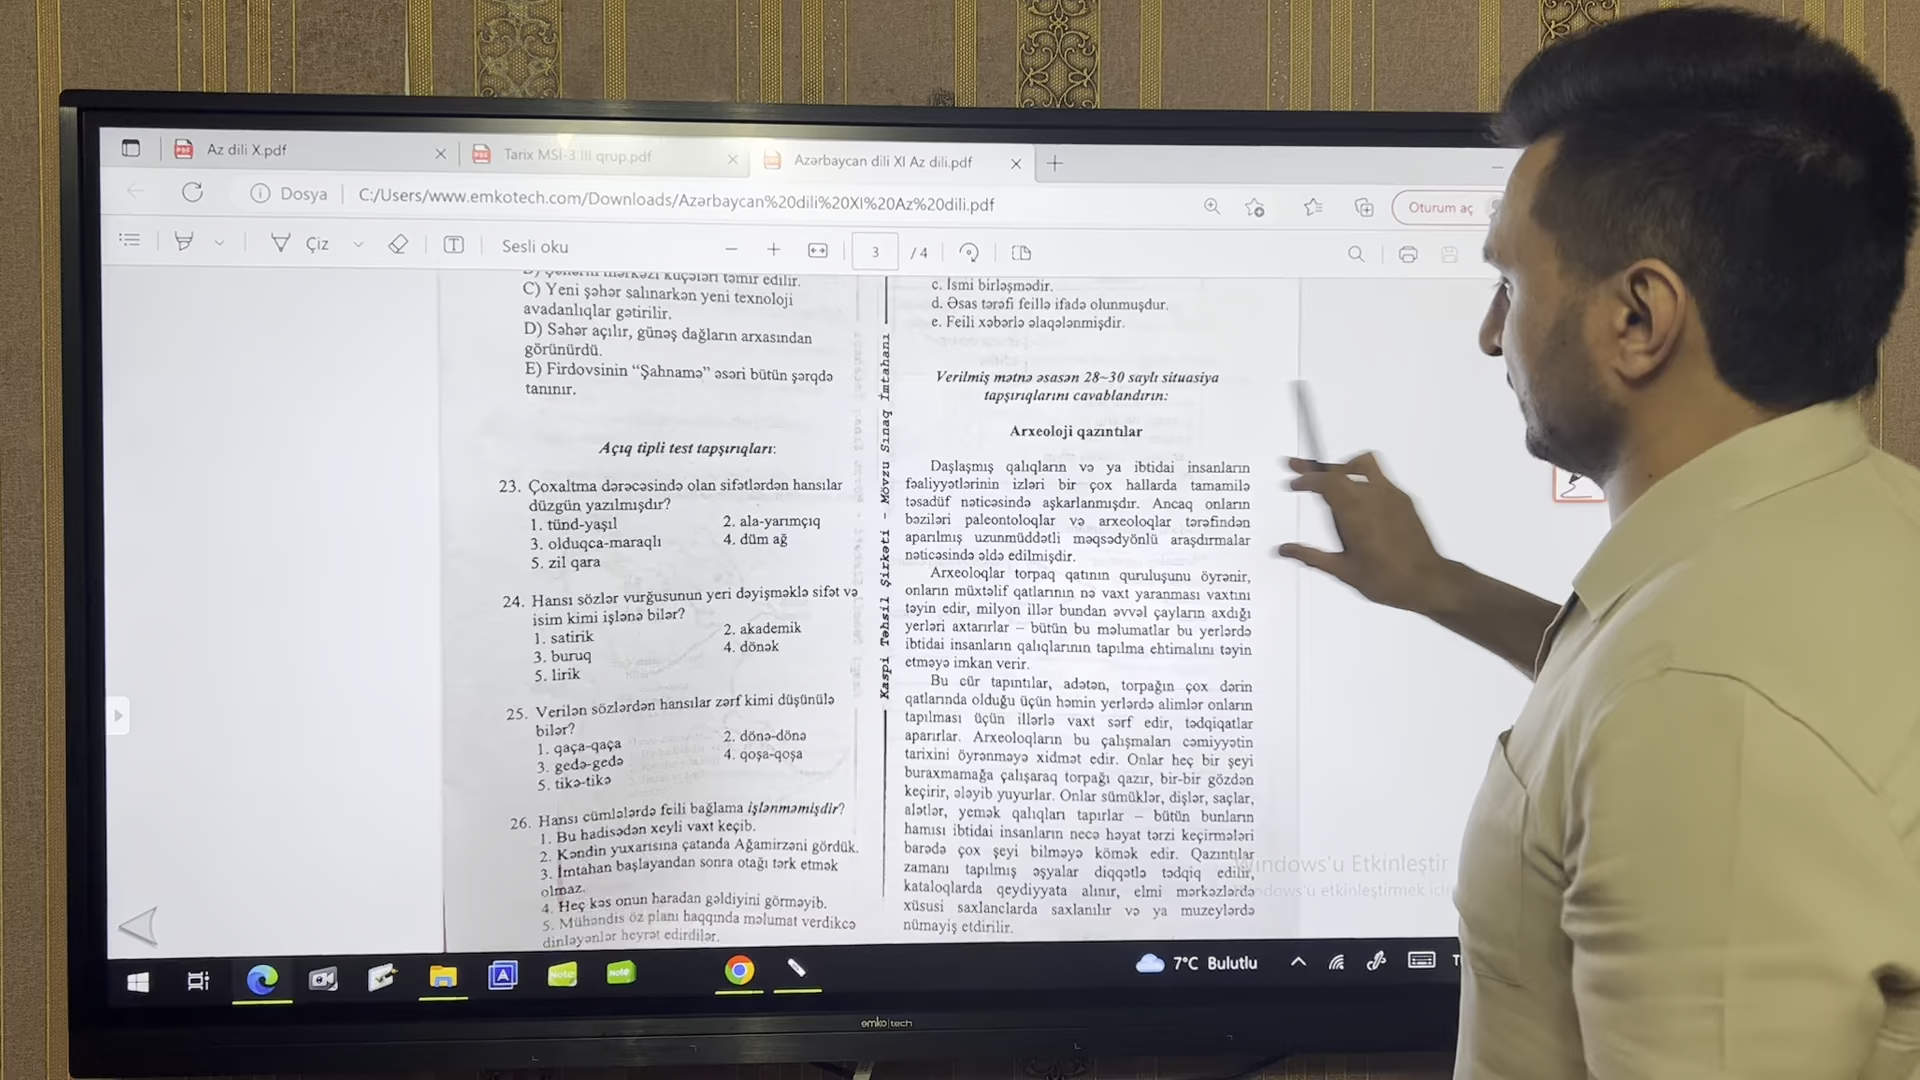 Az dili X.pdf
Tarix MSİ-3 III qrup.pdf
Azərbaycan dili XI Az dili.pdf
Dosya
C:/Users/www.emkotech.com/Downloads/Azərbaycan%20dili%20XI%20Az%20dili.pdf
Oturum aç
Çiz
Sesli oku
3
/ 4
küçələri təmir edilir.
C) Yeni şəhər salınarkən yeni texnoloji
avadanlıqlar gətirilir.
D) Səhər açılır, günəş dağların arxasından
görünürdü.
E) Firdovsinin “Şahnamə” əsəri bütün şərqdə
tanınır.
Açıq tipli test tapşırıqları:
23. Çoxaltma dərəcəsində olan sifətlərdən hansılar
düzgün yazılmışdır?
1. tünd-yaşıl
2. ala-yarımçıq
3. olduqca-maraqlı
4. düm ağ
5. zil qara
24. Hansı sözlər vurğusunun yeri dəyişməklə sifət və
isim kimi işlənə bilər?
1. satirik
2. akademik
3. buruq
4. dönək
5. lirik
25. Verilən sözlərdən hansılar zərf kimi düşünülə
bilər?
1. qaça-qaça
2. dönə-dönə
3. gedə-gedə
4. qoşa-qoşa
5. tikə-tikə
26. Hansı cümlələrdə feili bağlama işlənməmişdir?
1. Bu hadisədən xeyli vaxt keçib.
2. Kəndin yuxarısına çatanda Ağamirzəni gördük.
3. İmtahan başlayandan sonra otağı tərk etmək
olmaz.
4. Heç kəs onun haradan gəldiyini görməyib.
5. Mühəndis öz planı haqqında məlumat verdikcə
dinləyənlər heyrət edirdilər.
Kaspi Təhsil Şirkəti - Mövzu Sınaq İmtahanı
c. İsmi birləşmədir.
d. Əsas tərəfi feillə ifadə olunmuşdur.
e. Feili xəbərlə əlaqələnmişdir.
Verilmiş mətnə əsasən 28~30 saylı situasiya
tapşırıqlarını cavablandırın:
Arxeoloji qazıntılar
Daşlaşmış qalıqların və ya ibtidai insanların
fəaliyyətlərinin izləri bir çox hallarda tamamilə
təsadüf nəticəsində aşkarlanmışdır. Ancaq onların
bəziləri paleontoloqlar və arxeoloqlar tərəfindən
aparılmış uzunmüddətli məqsədyönlü araşdırmalar
nəticəsində əldə edilmişdir.
Arxeoloqlar torpaq qatının quruluşunu öyrənir,
onların müxtəlif qatlarının nə vaxt yaranması vaxtını
təyin edir, milyon illər bundan əvvəl çayların axdığı
yerləri axtarırlar – bütün bu məlumatlar bu yerlərdə
ibtidai insanların qalıqlarının tapılma ehtimalını təyin
etməyə imkan verir.
Bu cür tapıntılar, adətən, torpağın çox dərin
qatlarında olduğu üçün həmin yerlərdə alimlər onların
tapılması üçün illərlə vaxt sərf edir, tədqiqatlar
aparırlar. Arxeoloqların bu çalışmaları cəmiyyətin
tarixini öyrənməyə xidmət edir. Onlar heç bir şeyi
buraxmamağa çalışaraq torpağı qazır, bir-bir gözdən
keçirir, ələyib yuyurlar. Onlar sümüklər, dişlər, saçlar,
alətlər, yemək qalıqları tapırlar – bütün bunların
hamısı ibtidai insanların necə həyat tərzi keçirmələri
barədə çox şeyi bilməyə kömək edir. Qazıntılar
zamanı tapılmış əşyalar diqqətlə tədqiq edilir,
kataloqlarda qeydiyyata alınır, elmi mərkəzlərdə
xüsusi saxlanclarda saxlanılır və ya muzeylərdə
nümayiş etdirilir.
Windows'u Etkinleştir
Windows'u etkinleştirmek için
Note
Note
7°C Bulutlu
emko|tech